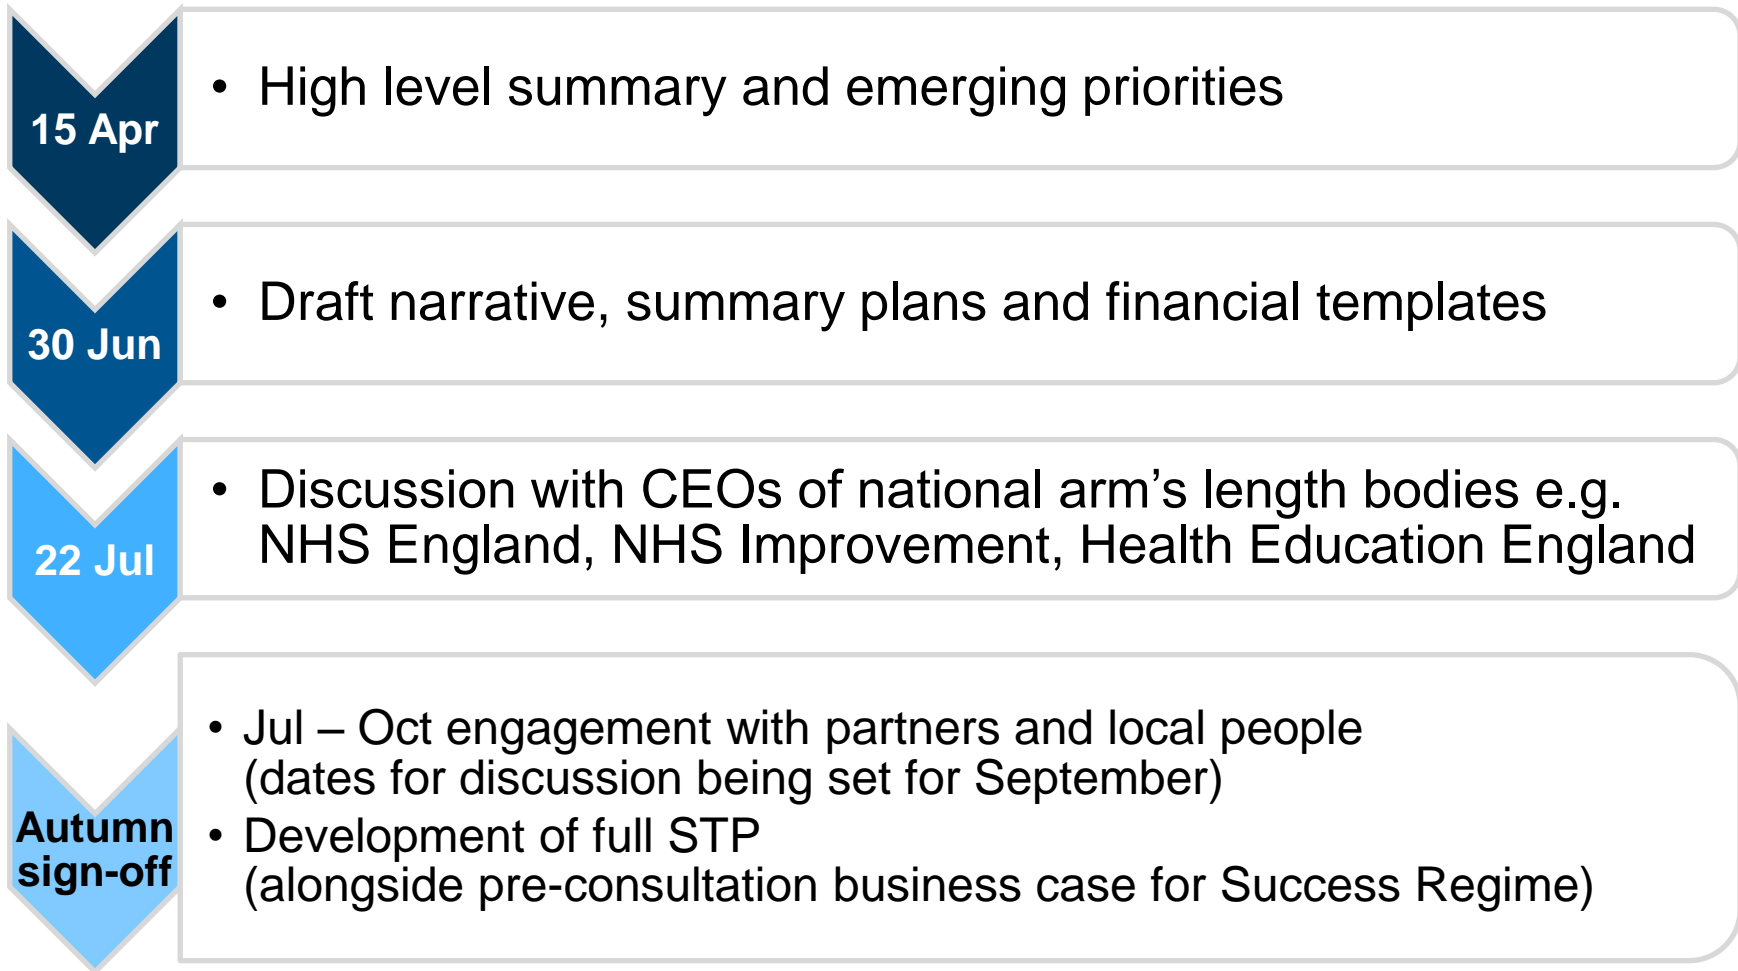 15 Apr
• High level summary and emerging priorities
30 Jun
• Draft narrative, summary plans and financial templates
22 Jul
• Discussion with CEOs of national arm’s length bodies e.g.
NHS England, NHS Improvement, Health Education England
Autumn
sign-off
• Jul – Oct engagement with partners and local people
(dates for discussion being set for September)
• Development of full STP
(alongside pre-consultation business case for Success Regime)